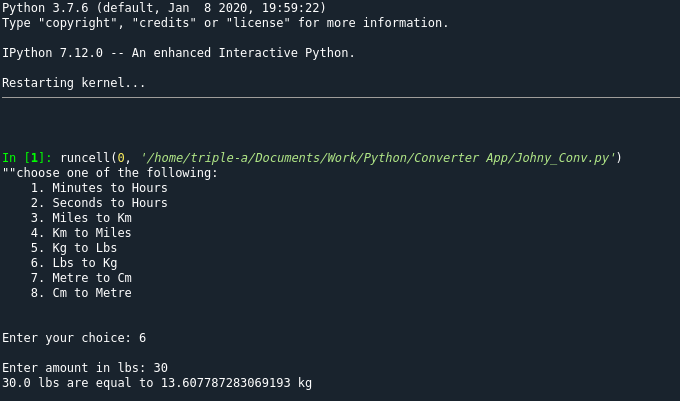 Python 3.7.6 (default, Jan  8 2020, 19:59:22)
Type "copyright", "credits" or "license" for more information.
IPython 7.12.0 -- An enhanced Interactive Python.
Restarting kernel...
In [1]: runcell(0, '/home/triple-a/Documents/Work/Python/Converter App/Johny_Conv.py')
""choose one of the following:
    1. Minutes to Hours
    2. Seconds to Hours
    3. Miles to Km
    4. Km to Miles
    5. Kg to Lbs
    6. Lbs to Kg
    7. Metre to Cm
    8. Cm to Metre
Enter your choice: 6
Enter amount in lbs: 30
30.0 lbs are equal to 13.607787283069193 kg